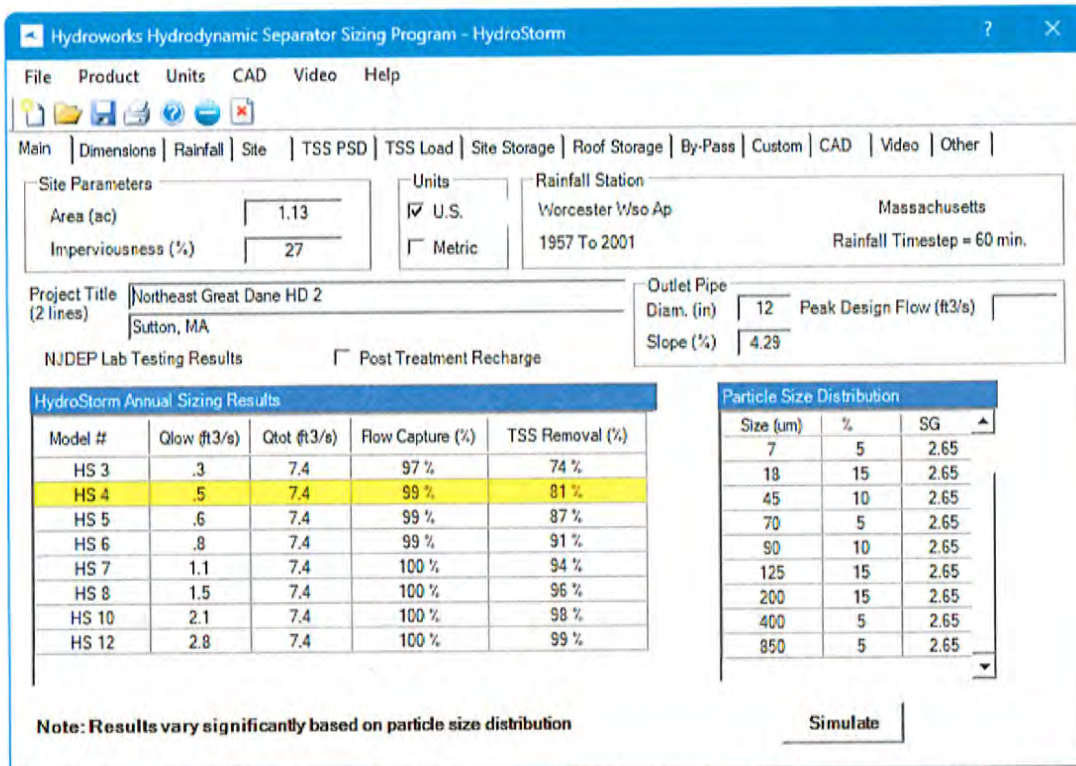 Hydroworks Hydrodynamic Separator Sizing Program - HydroStorm ? ×
File Product Units CAD Video Help
Main Dimensions Rainfall Site TSS PSD TSS Load Site Storage Roof Storage By-Pass Custom CAD Video Other
Site Parameters
Area (ac) 1.13
Imperviousness (%) 27
Units
U.S.
Metric
Rainfall Station
Worcester Wso Ap Massachusetts
1957 To 2001 Rainfall Timestep = 60 min.
Project Title (2 lines)
Northeast Great Dane HD 2
Sutton, MA
Outlet Pipe
Diam. (in) 12 Peak Design Flow (ft3/s)
Slope (%) 4.29
NJDEP Lab Testing Results Post Treatment Recharge
HydroStorm Annual Sizing Results
Model # Qlow (ft3/s) Qtot (ft3/s) Flow Capture (%) TSS Removal (%)
HS 3 .3 7.4 97 % 74 %
HS 4 .5 7.4 99 % 81 %
HS 5 .6 7.4 99 % 87 %
HS 6 .8 7.4 99 % 91 %
HS 7 1.1 7.4 100 % 94 %
HS 8 1.5 7.4 100 % 96 %
HS 10 2.1 7.4 100 % 98 %
HS 12 2.8 7.4 100 % 99 %
Particle Size Distribution
Size (um) % SG
7 5 2.65
18 15 2.65
45 10 2.65
70 5 2.65
90 10 2.65
125 15 2.65
200 15 2.65
400 5 2.65
850 5 2.65
Note: Results vary significantly based on particle size distribution
Simulate